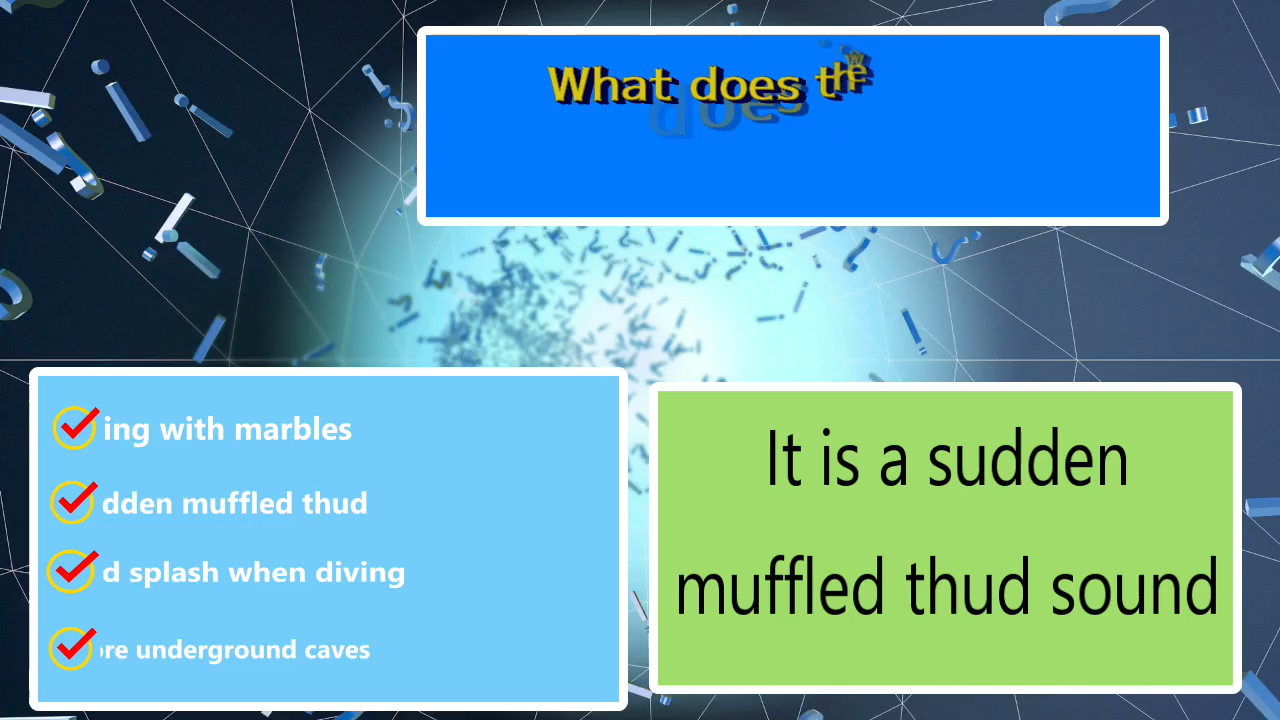 What does the
ing with marbles
dden muffled thud
d splash when diving
re underground caves
It is a sudden
muffled thud sound